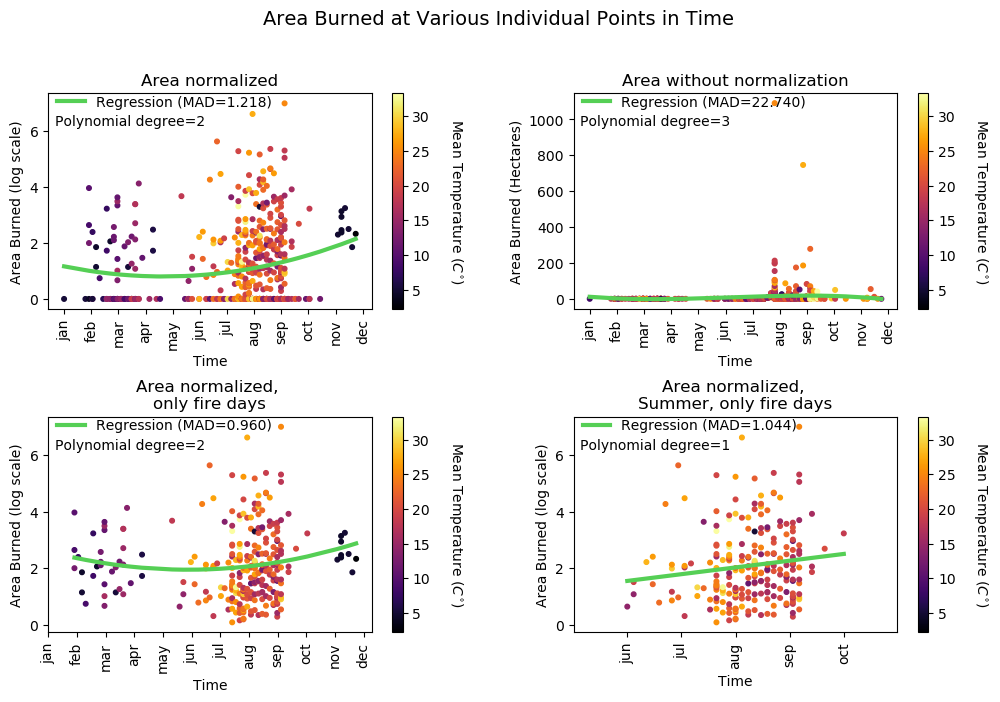 Area Burned at Various Individual Points in Time
Area normalized
Regression (MAD=1.218)
Polynomial degree=2
Area Burned (log scale)
6
4
2
0
jan
feb
mar
apr
may
jun
jul
aug
sep
oct
nov
dec
Time
30
25
20
15
10
5
Mean Temperature (C°)
Area without normalization
Regression (MAD=22.740)
Polynomial degree=3
Area Burned (Hectares)
1000
800
600
400
200
0
jan
feb
mar
apr
may
jun
jul
aug
sep
oct
nov
dec
Time
30
25
20
15
10
5
Mean Temperature (C°)
Area normalized,
only fire days
Regression (MAD=0.960)
Polynomial degree=2
Area Burned (log scale)
6
4
2
0
jan
feb
mar
apr
may
jun
jul
aug
sep
oct
nov
dec
Time
30
25
20
15
10
5
Mean Temperature (C°)
Area normalized,
Summer, only fire days
Regression (MAD=1.044)
Polynomial degree=1
Area Burned (log scale)
6
4
2
0
jun
jul
aug
sep
oct
Time
30
25
20
15
10
5
Mean Temperature (C°)